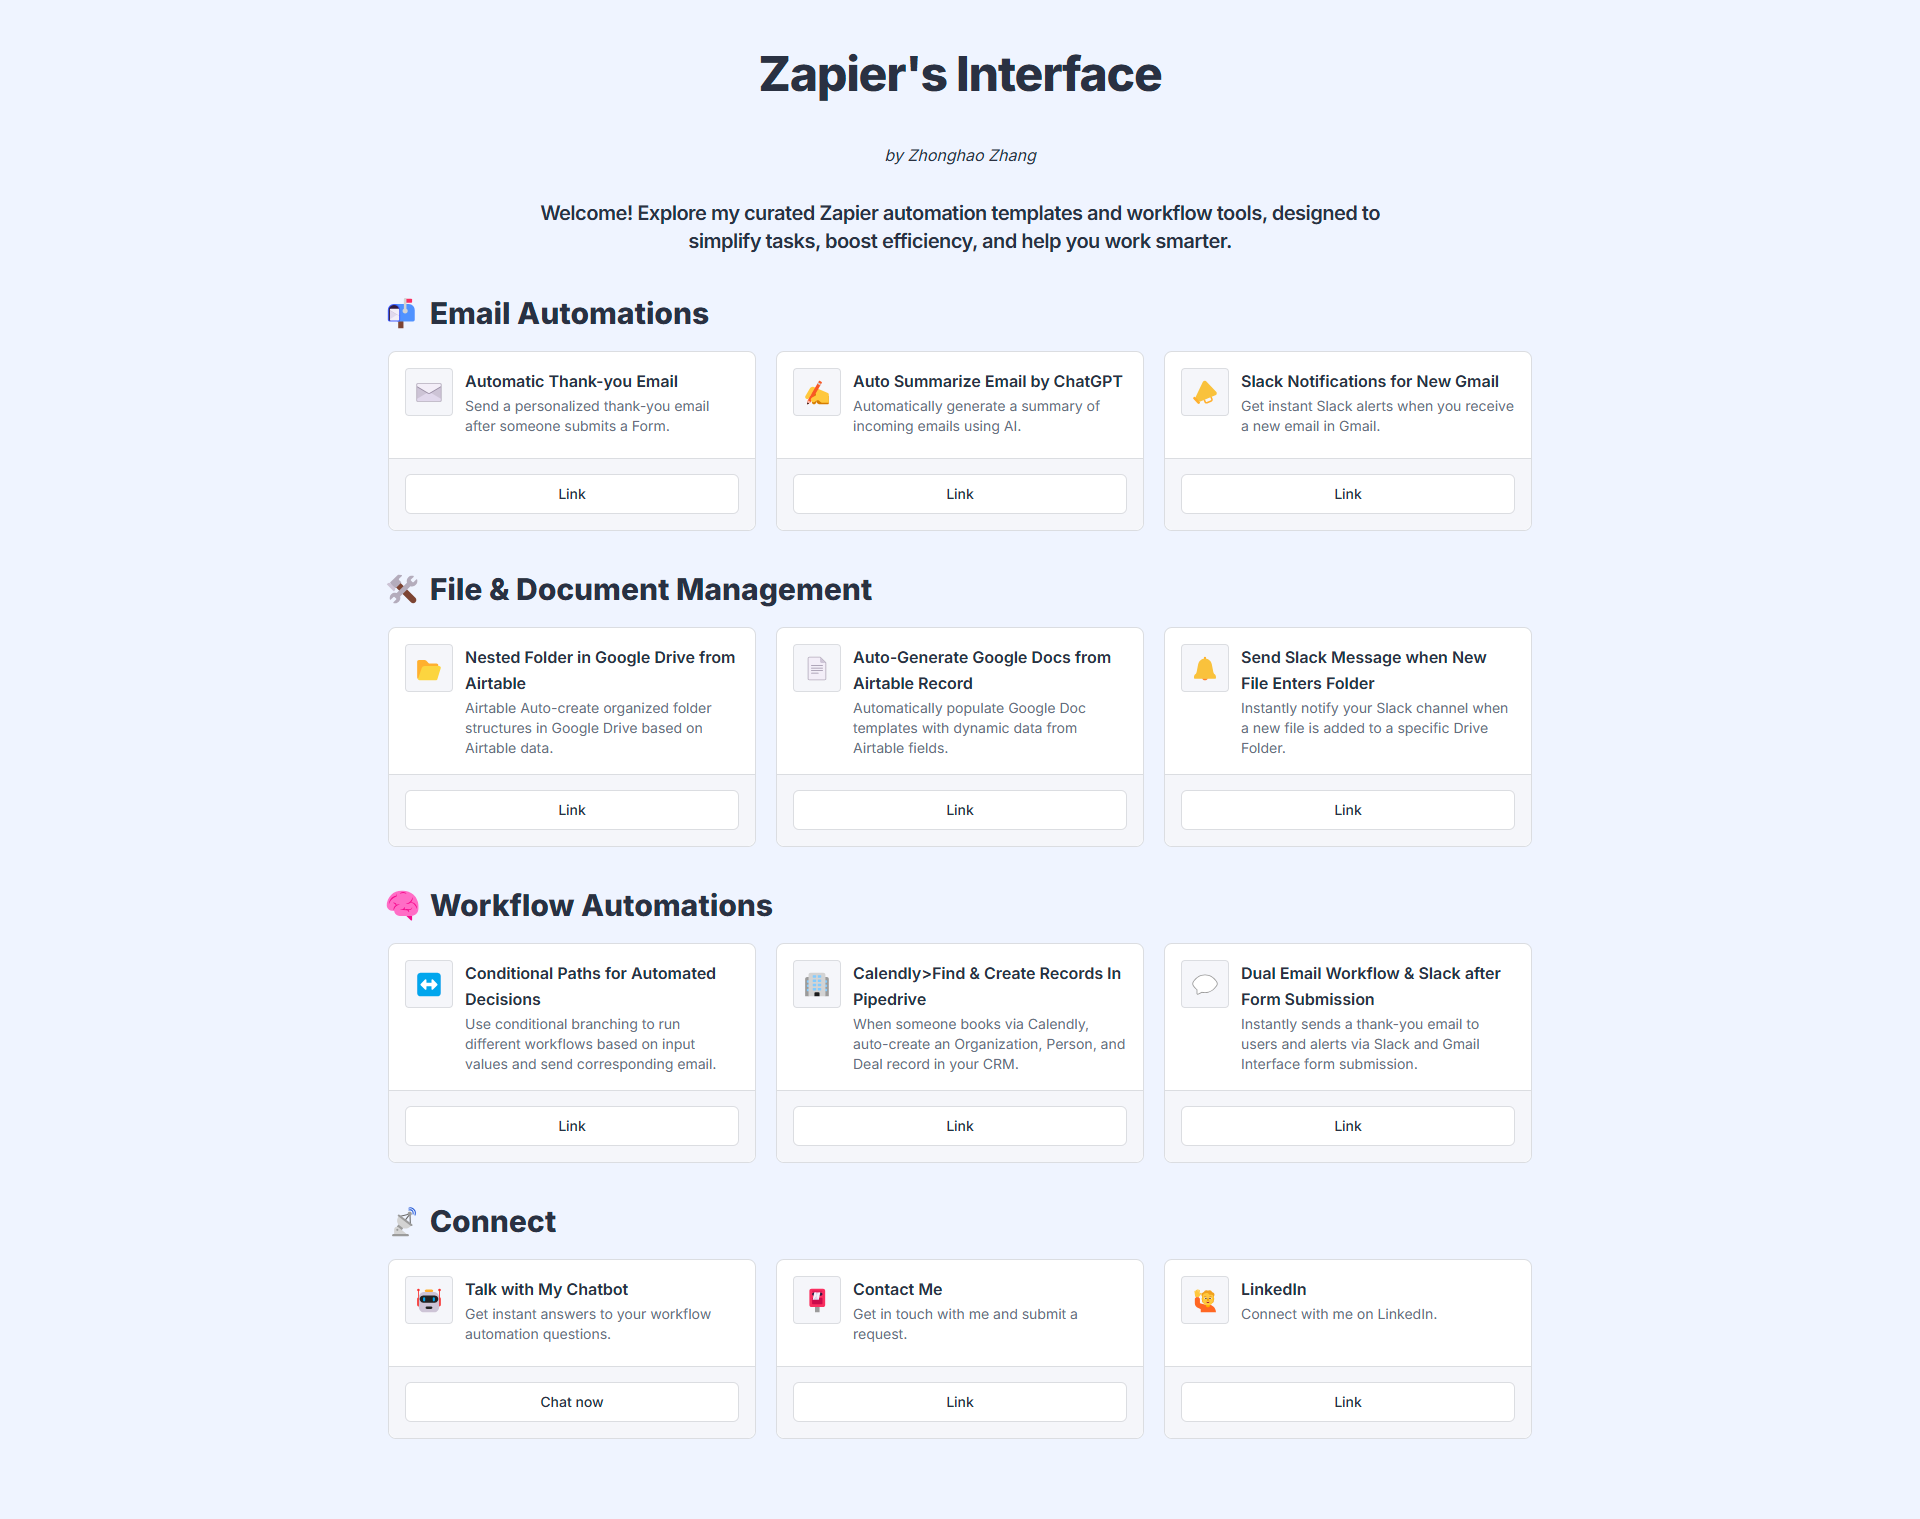 Zapier's Interface
by Zhonghao Zhang
Welcome! Explore my curated Zapier automation templates and workflow tools, designed to
simplify tasks, boost efficiency, and help you work smarter.
Email Automations
Automatic Thank-you Email
Send a personalized thank-you email
after someone submits a Form.
Link
Auto Summarize Email by ChatGPT
Automatically generate a summary of
incoming emails using AI.
Link
Slack Notifications for New Gmail
Get instant Slack alerts when you receive
a new email in Gmail.
Link
File & Document Management
Nested Folder in Google Drive from
Airtable
Airtable Auto-create organized folder
structures in Google Drive based on
Airtable data.
Link
Auto-Generate Google Docs from
Airtable Record
Automatically populate Google Doc
templates with dynamic data from
Airtable fields.
Link
Send Slack Message when New
File Enters Folder
Instantly notify your Slack channel when
a new file is added to a specific Drive
Folder.
Link
Workflow Automations
Conditional Paths for Automated
Decisions
Use conditional branching to run
different workflows based on input
values and send corresponding email.
Link
Calendly>Find & Create Records In
Pipedrive
When someone books via Calendly,
auto-create an Organization, Person, and
Deal record in your CRM.
Link
Dual Email Workflow & Slack after
Form Submission
Instantly sends a thank-you email to
users and alerts via Slack and Gmail
Interface form submission.
Link
Connect
Talk with My Chatbot
Get instant answers to your workflow
automation questions.
Chat now
Contact Me
Get in touch with me and submit a
request.
Link
LinkedIn
Connect with me on LinkedIn.
Link